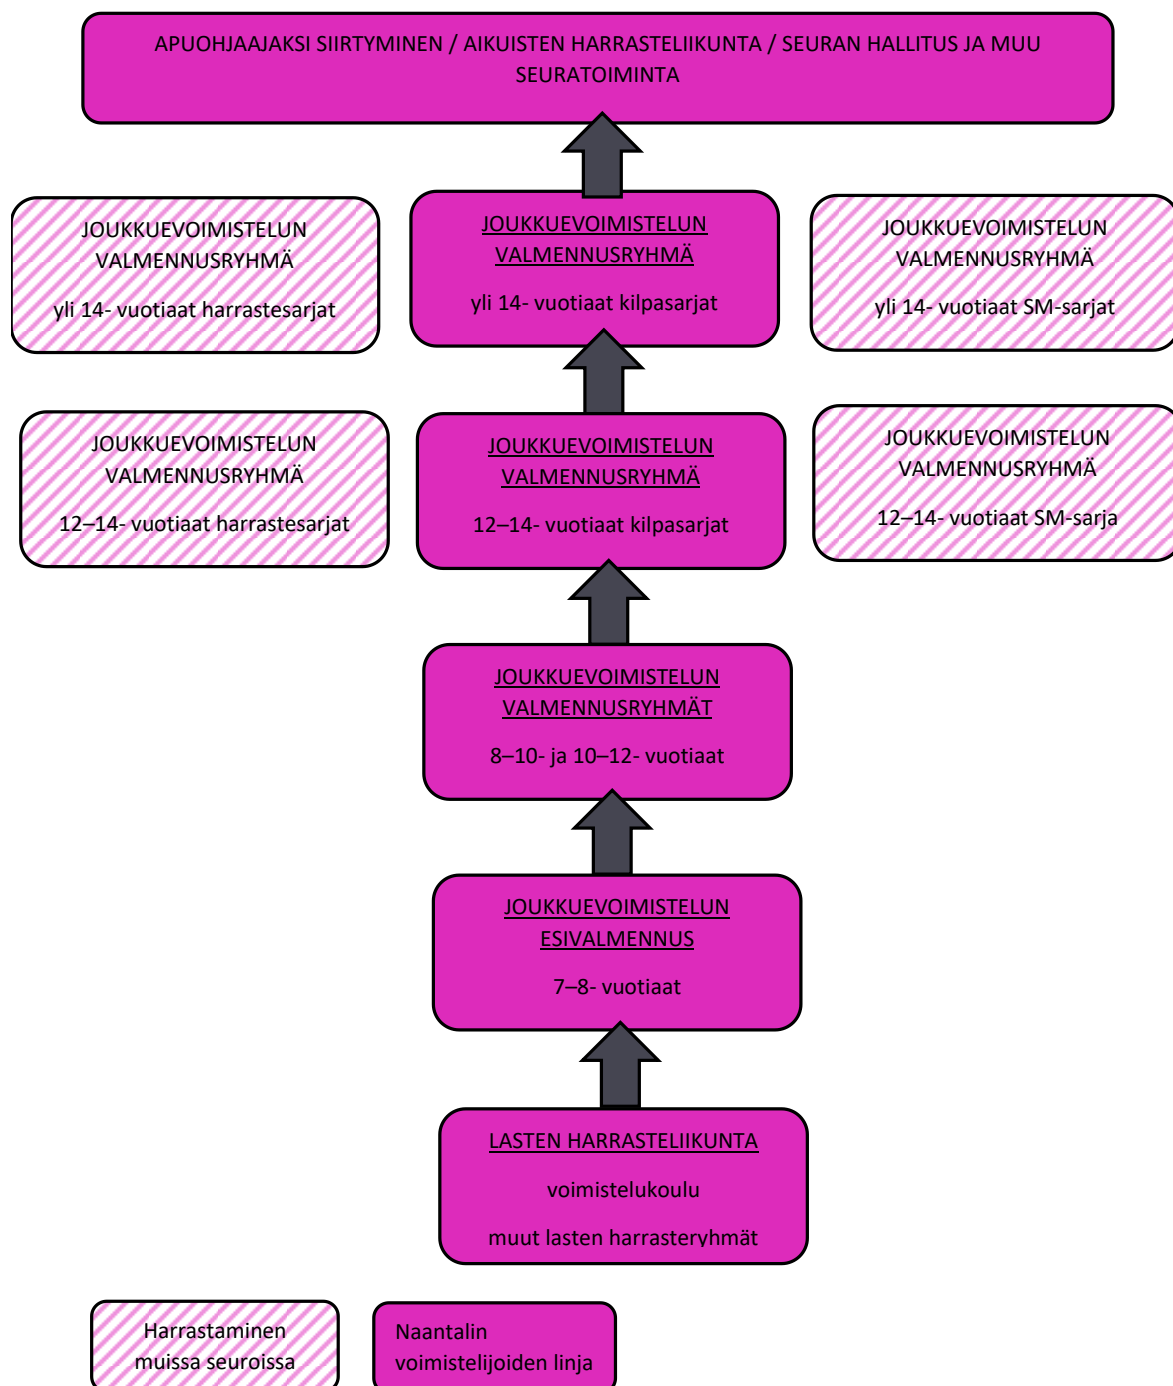 APUOHJAAJAKSI SIIRTYMINEN / AIKUISTEN HARRASTELIIKUNTA / SEURAN HALLITUS JA MUU
SEURATOIMINTA
JOUKKUEVOIMISTELUN
VALMENNUSRYHMÄ
yli 14- vuotiaat harrastesarjat
JOUKKUEVOIMISTELUN
VALMENNUSRYHMÄ
yli 14- vuotiaat kilpasarjat
JOUKKUEVOIMISTELUN
VALMENNUSRYHMÄ
yli 14- vuotiaat SM-sarjat
JOUKKUEVOIMISTELUN
VALMENNUSRYHMÄ
12–14- vuotiaat harrastesarjat
JOUKKUEVOIMISTELUN
VALMENNUSRYHMÄ
12–14- vuotiaat kilpasarjat
JOUKKUEVOIMISTELUN
VALMENNUSRYHMÄ
12–14- vuotiaat SM-sarja
JOUKKUEVOIMISTELUN
VALMENNUSRYHMÄT
8–10- ja 10–12- vuotiaat
JOUKKUEVOIMISTELUN
ESIVALMENNUS
7–8- vuotiaat
LASTEN HARRASTELIIKUNTA
voimistelukoulu
muut lasten harrasteryhmät
Harrastaminen
muissa seuroissa
Naantalin
voimistelijoiden linja